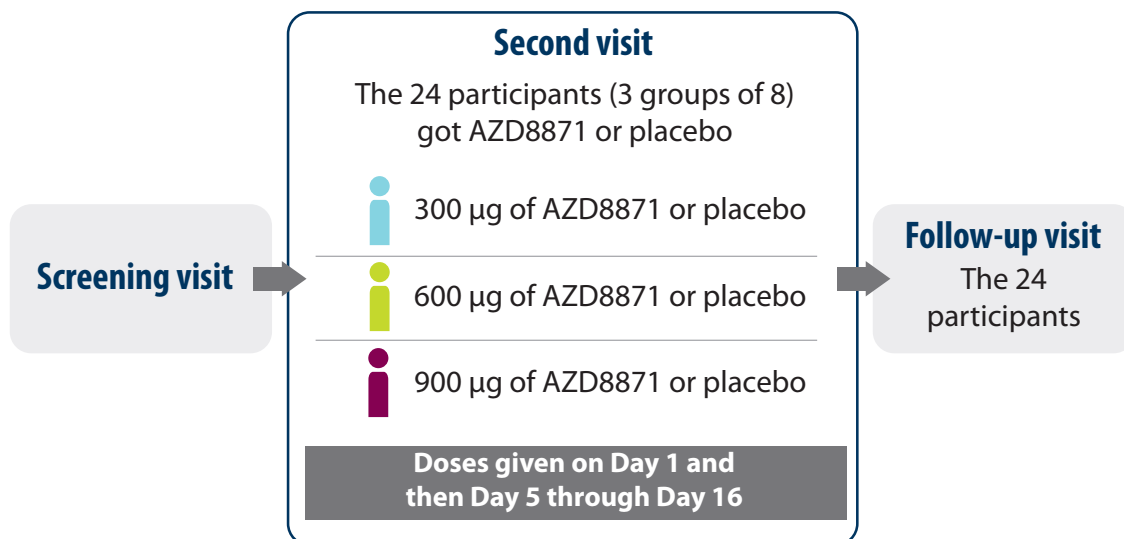 Screening visit
Second visit
The 24 participants (3 groups of 8)
got AZD8871 or placebo
300 µg of AZD8871 or placebo
600 µg of AZD8871 or placebo
900 µg of AZD8871 or placebo
Doses given on Day 1 and
then Day 5 through Day 16
Follow-up visit
The 24
participants